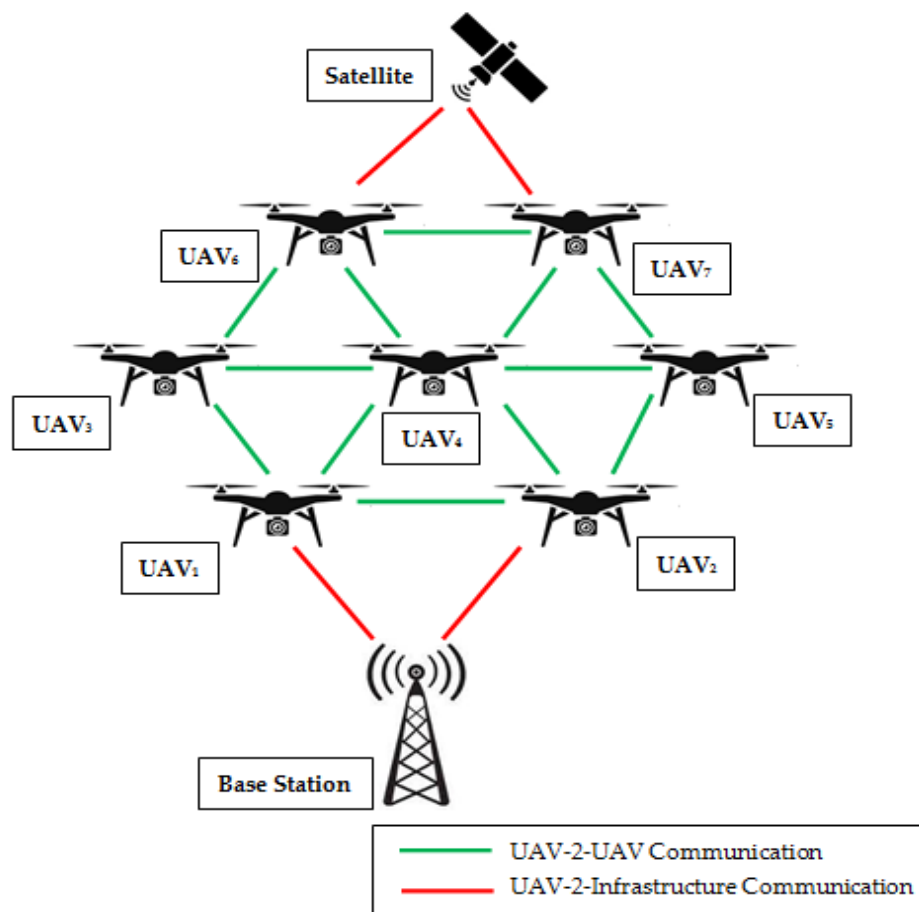 Satellite
UAV₆
UAV₇
UAV₃
UAV₄
UAV₅
UAV₁
UAV₂
Base Station
UAV-2-UAV Communication
UAV-2-Infrastructure Communication